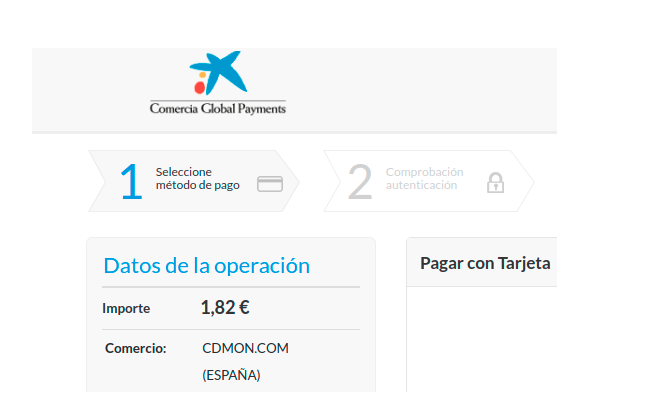 Comercia Global Payments
1
Seleccione
método de pago
2
Comprobación
autenticación
Datos de la operación
Importe 1,82 €
Comercio: CDMON.COM
(ESPAÑA)
Pagar con Tarjeta